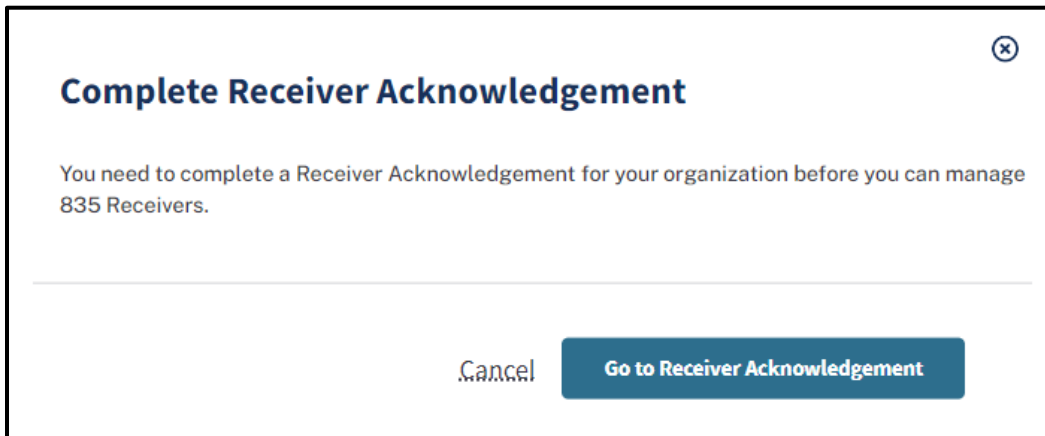 Complete Receiver Acknowledgement
You need to complete a Receiver Acknowledgement for your organization before you can manage
835 Receivers.
Cancel
Go to Receiver Acknowledgement